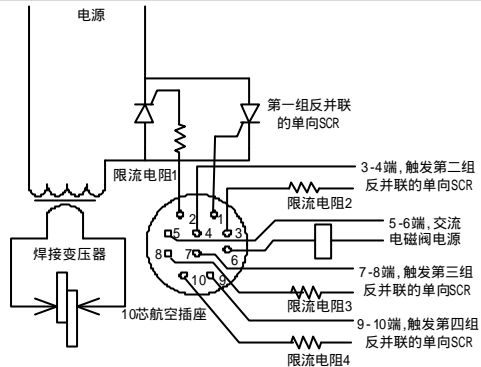 电源
第一组反并联
的单向SCR
限流电阻1
3-4端,触发第二组
反并联的单向SCR
限流电阻2
2
1
5
4
3
5-6端,交流
电磁阀电源
焊接变压器
8
7
6
7-8端,触发第三组
反并联的单向SCR
10
9
限流电阻3
10芯航空插座
9-10端,触发第四组
反并联的单向SCR
限流电阻4